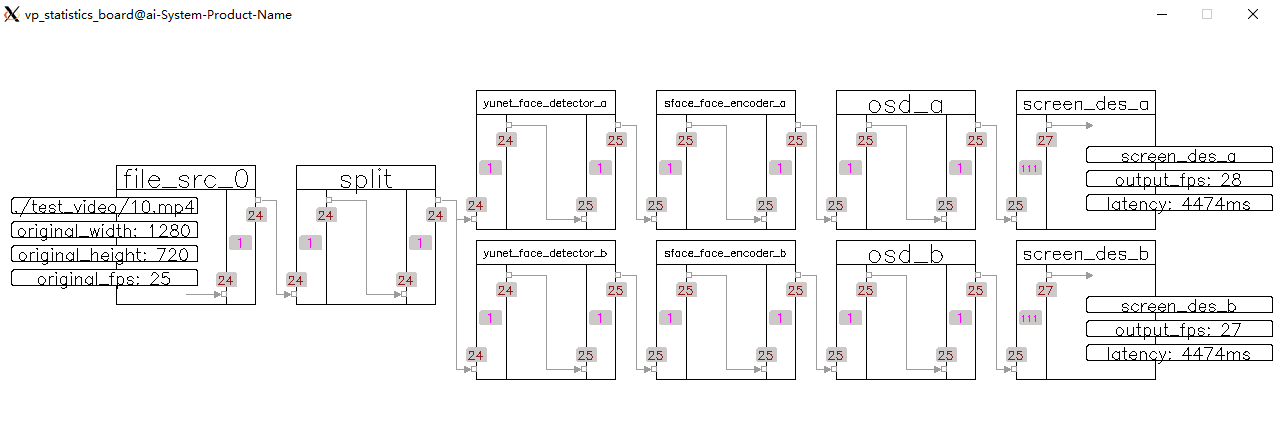 vp_statistics_board@ai-System-Product-Name
file_src_0
./test_video/10.mp4
original_width: 1280
original_height: 720
original_fps: 25
24
1
24
split
24
24
1
24
1
24
24
yunet_face_detector_a
24
25
1
1
24
25
sface_face_encoder_a
25
25
1
1
25
25
osd_a
25
25
1
1
25
25
screen_des_a
27
111
25
screen_des_a
output_fps: 28
latency: 4474ms
yunet_face_detector_b
24
25
1
1
24
25
sface_face_encoder_b
25
25
1
1
25
25
osd_b
25
25
1
1
25
25
screen_des_b
27
111
25
screen_des_b
output_fps: 27
latency: 4474ms